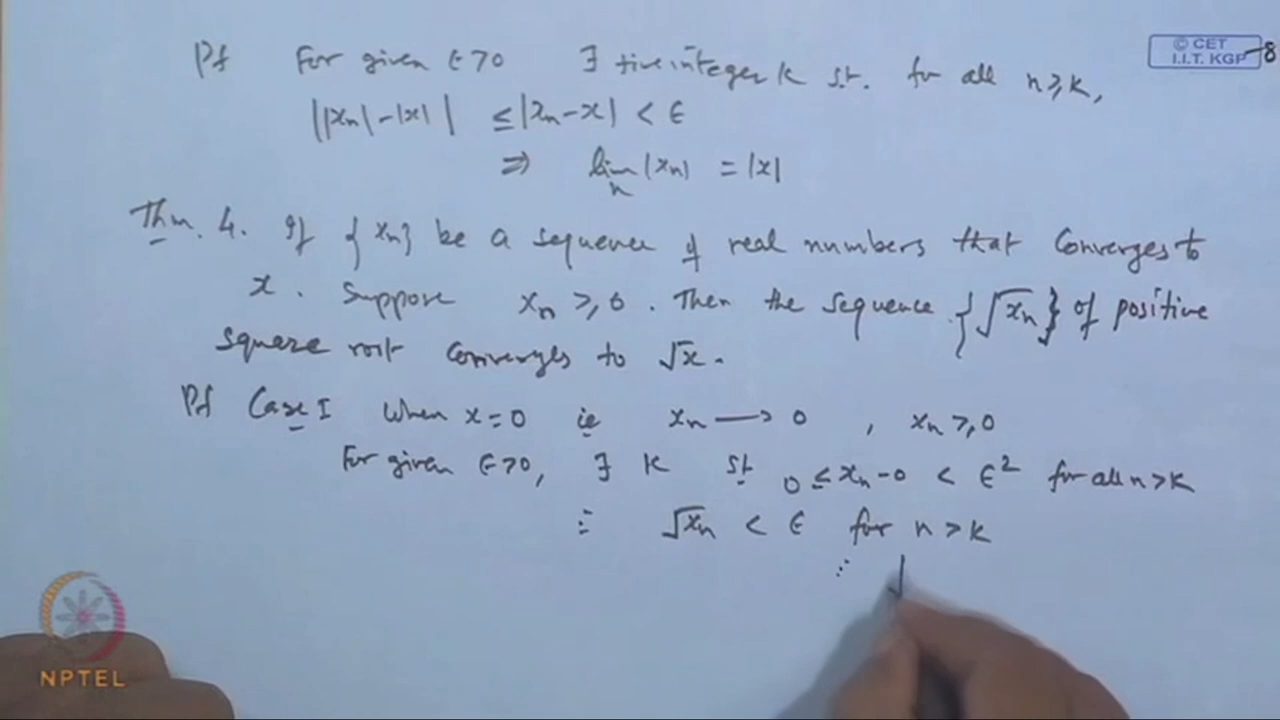 © CET
I.I.T. KGP
8
Pf For given ε>0 ∃ +ive integer K s.t. for all n≥K,
||xn|-|x|| ≤|xn-x| < ε
⇒ lim n |xn| = |x|
Thm. 4. If {xn} be a sequence of real numbers that Converges to
x. Suppose xn ≥0. Then the sequence {√xn} of positive
square root Converges to √x.
Pf Case I When x=0 ie xn → 0, xn≥0
For given ε>0, ∃ K st 0≤xn-0 < ε² for all n>K
∴ √xn < ε for n>K
∴
NPTEL